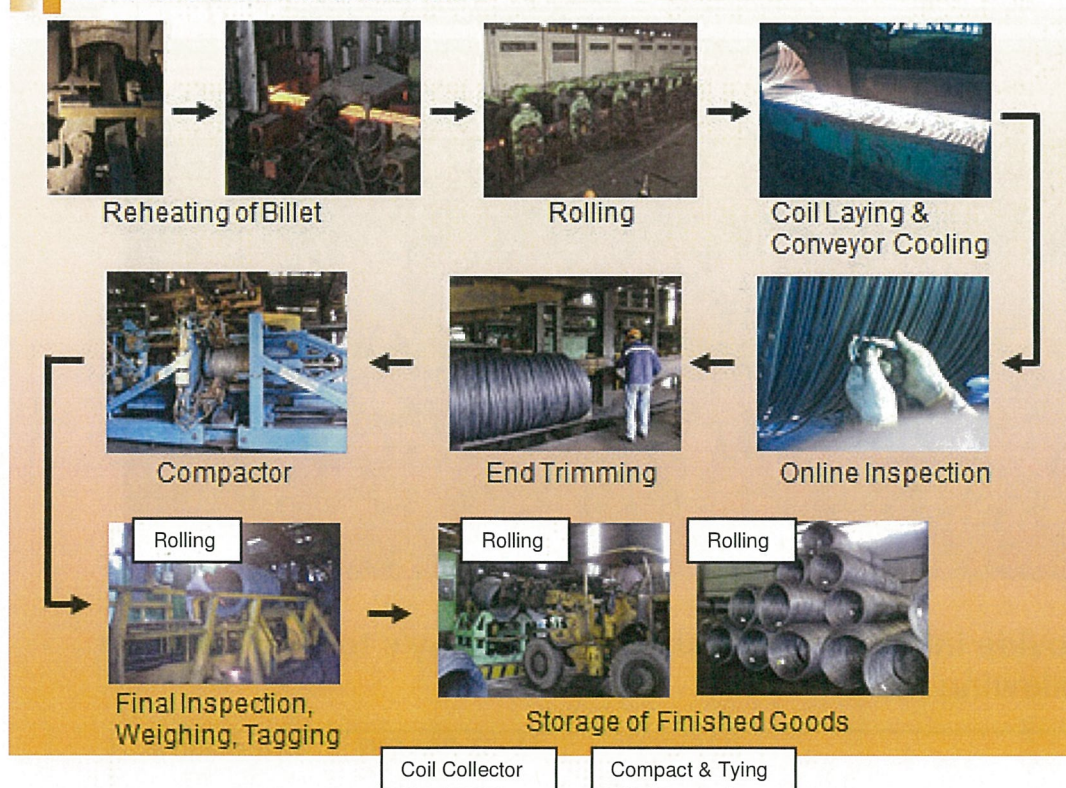 Reheating of Billet
Rolling
Coil Laying &
Conveyor Cooling
Compactor
End Trimming
Online Inspection
Rolling
Rolling
Rolling
Final Inspection,
Weighing, Tagging
Storage of Finished Goods
Coil Collector
Compact & Tying